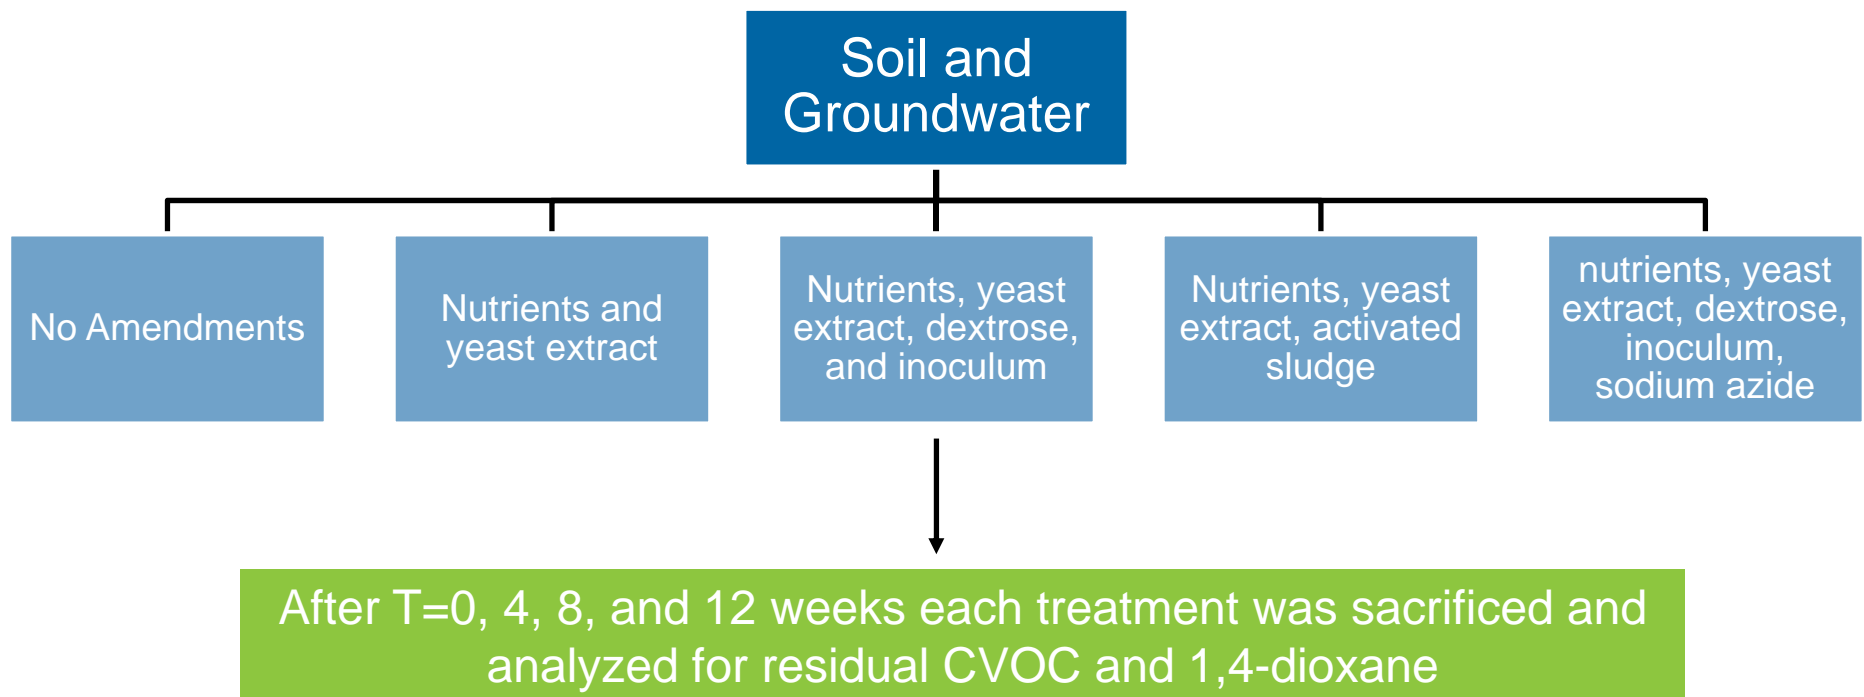 Soil and
Groundwater
No Amendments
Nutrients and
yeast extract
Nutrients, yeast
extract, dextrose,
and inoculum
Nutrients, yeast
extract, activated
sludge
nutrients, yeast
extract, dextrose,
inoculum,
sodium azide
After T=0, 4, 8, and 12 weeks each treatment was sacrificed and
analyzed for residual CVOC and 1,4-dioxane